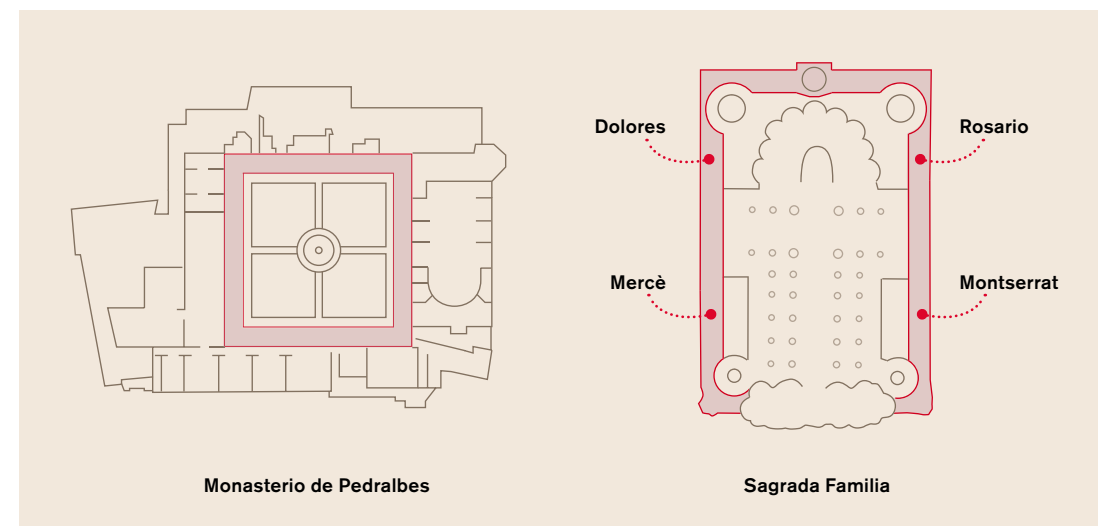 Dolores
Rosario
Mercè
Montserrat
Monasterio de Pedralbes
Sagrada Familia